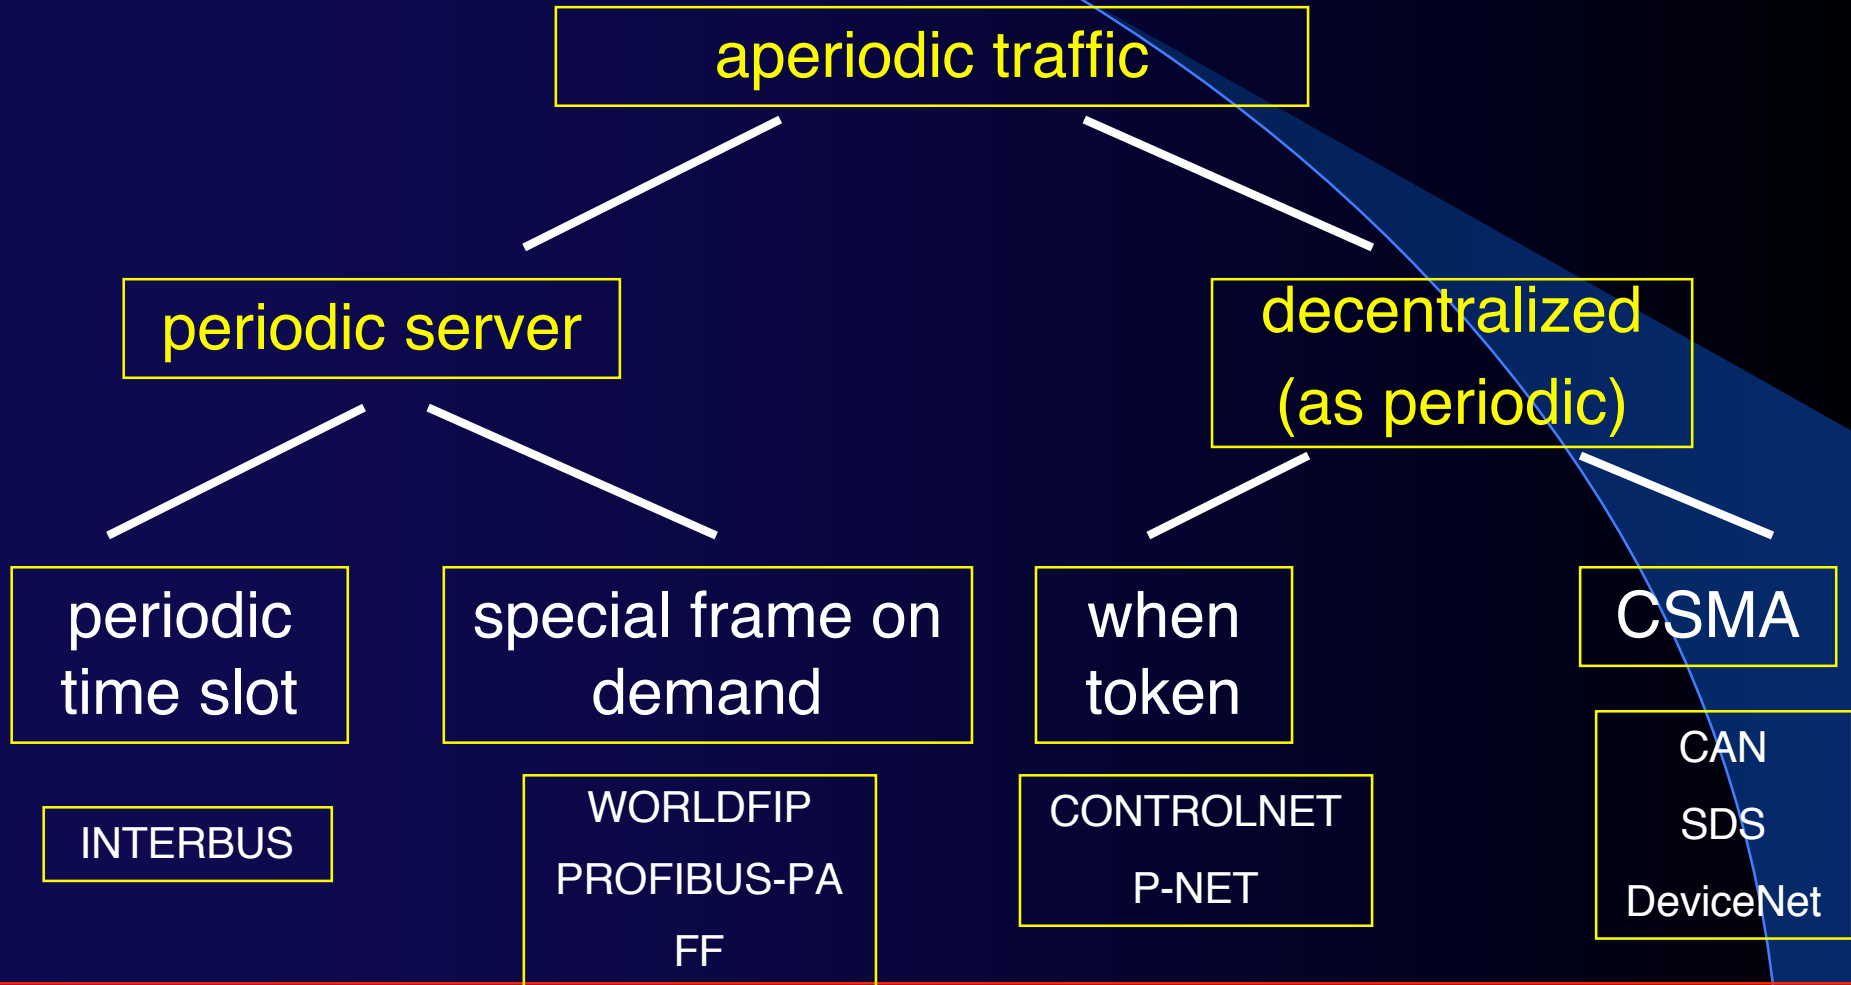 aperiodic traffic
periodic server
decentralized
(as periodic)
periodic
time slot
special frame on
demand
when
token
CSMA
INTERBUS
WORLDFIP
PROFIBUS-PA
FF
CONTROLNET
P-NET
CAN
SDS
DeviceNet